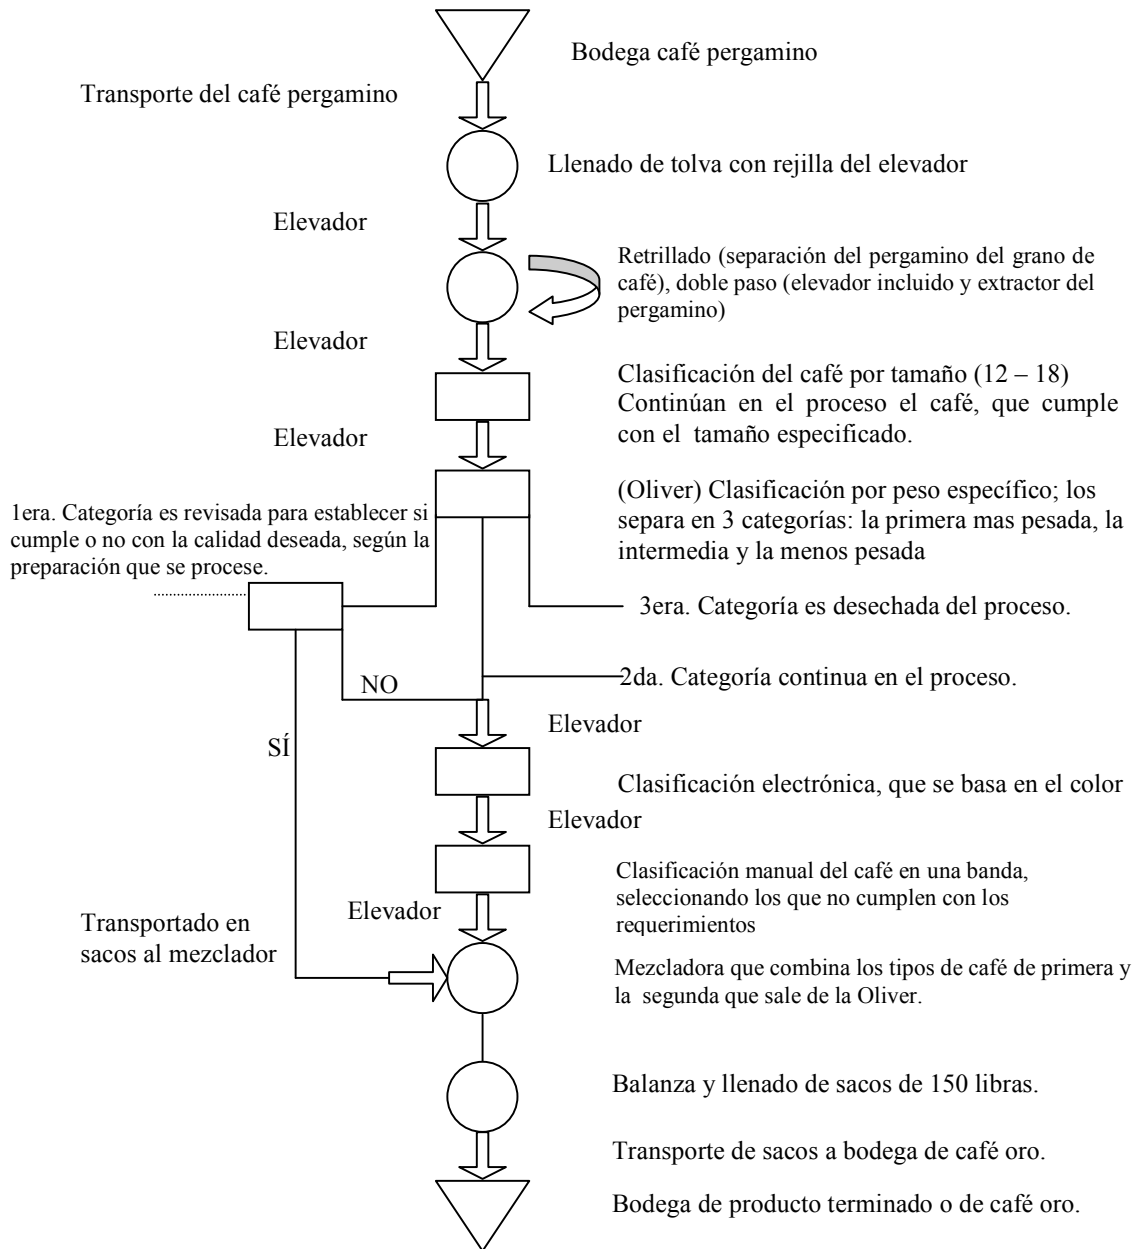 Bodega café pergamino
Transporte del café pergamino
Llenado de tolva con rejilla del elevador
Elevador
Retrillado (separación del pergamino del grano de
café), doble paso (elevador incluido y extractor del
pergamino)
Elevador
Clasificación del café por tamaño (12 – 18)
Continúan en el proceso el café, que cumple
con el tamaño especificado.
Elevador
(Oliver) Clasificación por peso específico; los
separa en 3 categorías: la primera mas pesada, la
intermedia y la menos pesada
1era. Categoría es revisada para establecer si
cumple o no con la calidad deseada, según la
preparación que se procese.
3era. Categoría es desechada del proceso.
2da. Categoría continua en el proceso.
NO
Elevador
SÍ
Clasificación electrónica, que se basa en el color
Elevador
Clasificación manual del café en una banda,
seleccionando los que no cumplen con los
requerimientos
Elevador
Transportado en
sacos al mezclador
Mezcladora que combina los tipos de café de primera y
la segunda que sale de la Oliver.
Balanza y llenado de sacos de 150 libras.
Transporte de sacos a bodega de café oro.
Bodega de producto terminado o de café oro.